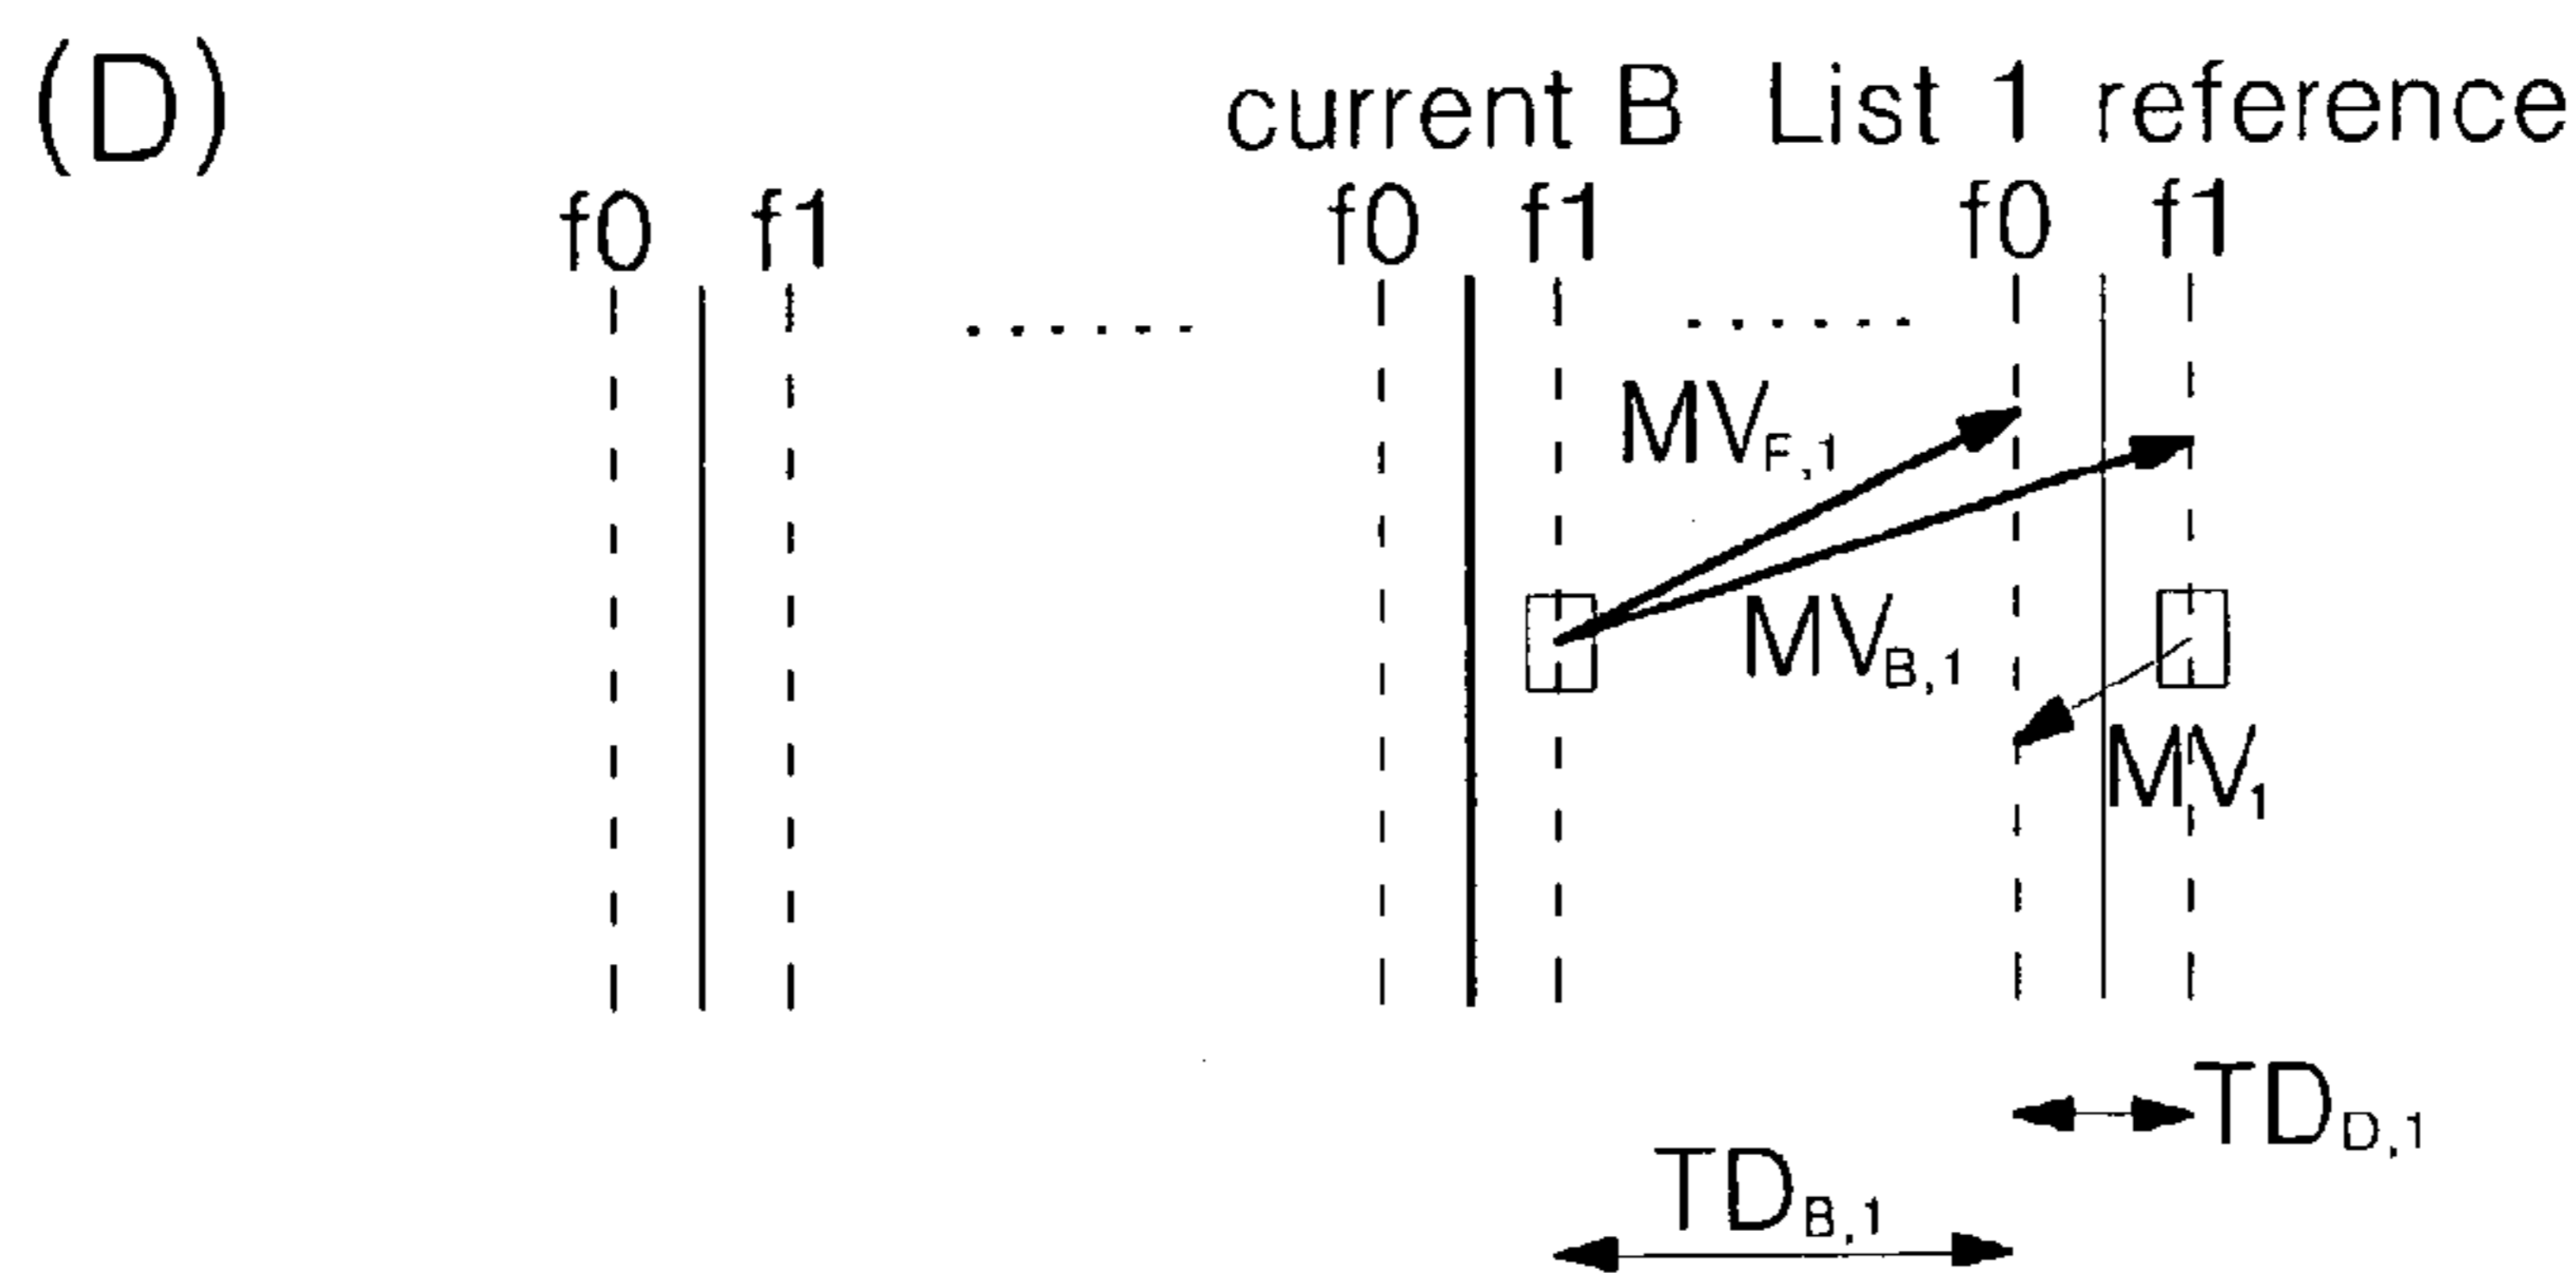 (D)
current B List 1 reference
f0 f1 f0 f1 f0 f1
MV_F,1
MV_B,1
MV_1
TD_D,1
TD_B,1